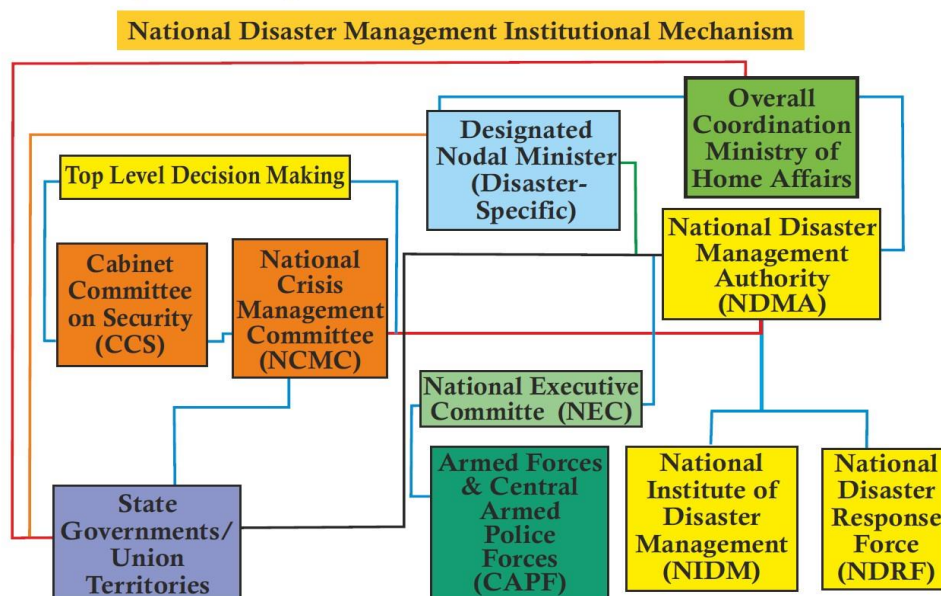 National Disaster Management Institutional Mechanism
Overall
Coordination
Ministry of
Home Affairs
Designated
Nodal Minister
(Disaster-
Specific)
Top Level Decision Making
National Disaster
Management
Authority
(NDMA)
Cabinet
Committee
on Security
(CCS)
National
Crisis
Management
Committee
(NCMC)
National Executive
Committe (NEC)
Armed Forces
& Central
Armed
Police
Forces
(CAPF)
National
Institute of
Disaster
Management
(NIDM)
National
Disaster
Response
Force
(NDRF)
State
Governments/
Union
Territories